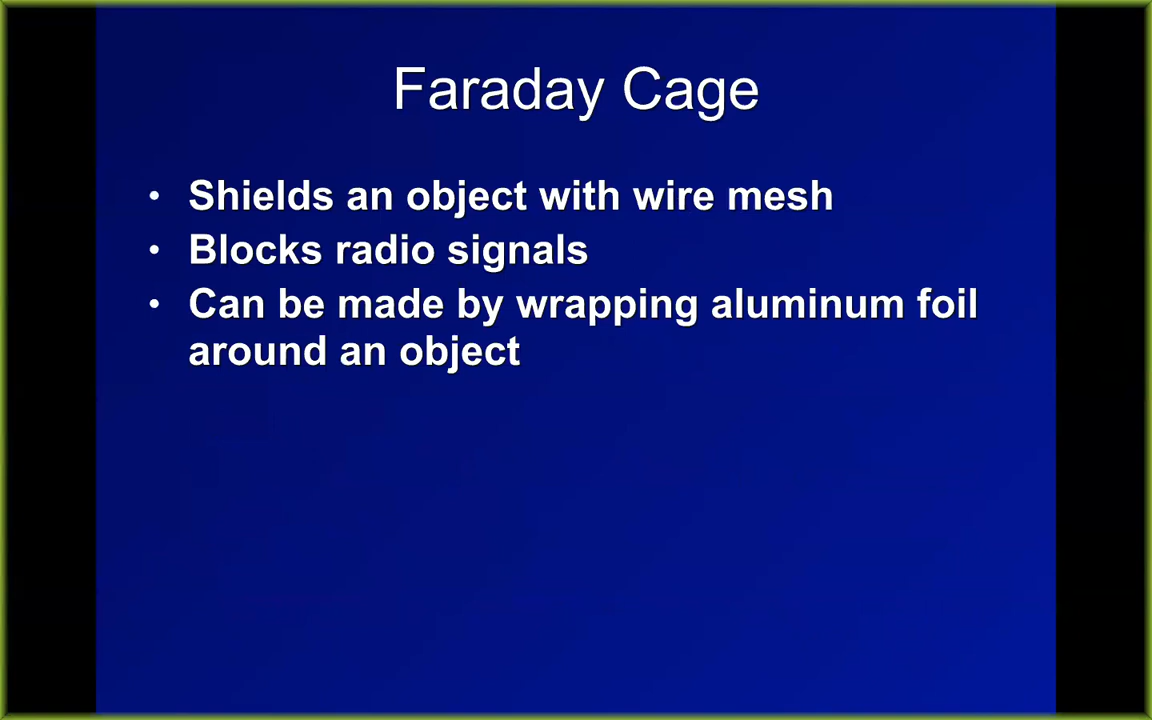 Faraday Cage
• Shields an object with wire mesh
• Blocks radio signals
• Can be made by wrapping aluminum foil
around an object